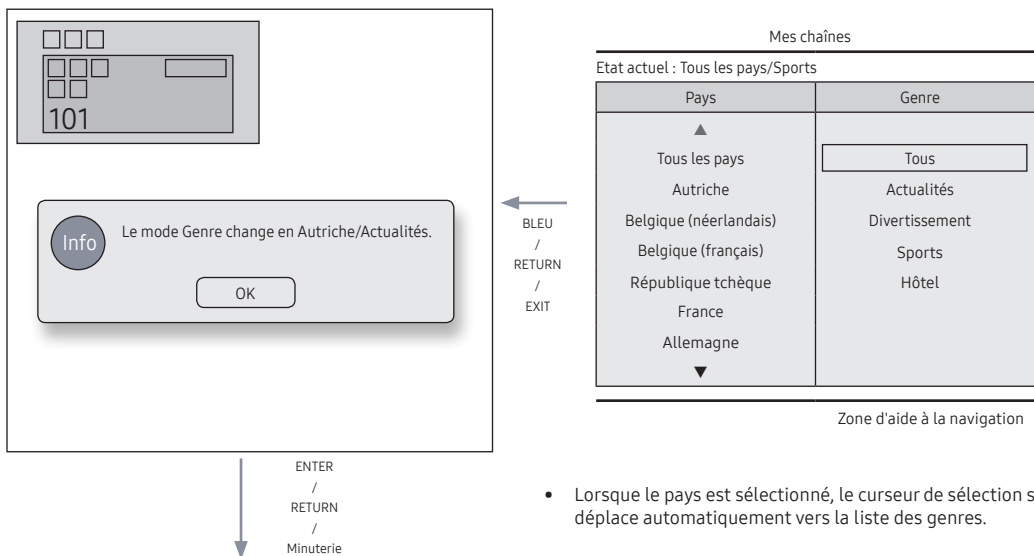 101
Info
Le mode Genre change en Autriche/Actualités.
OK
BLEU
/
RETURN
/
EXIT
ENTER
/
RETURN
/
Minuterie
Mes chaînes
Etat actuel : Tous les pays/Sports
Pays Genre
▲
Tous les pays Tous
Autriche Actualités
Belgique (néerlandais) Divertissement
Belgique (français) Sports
République tchèque Hôtel
France
Allemagne
▼
Zone d'aide à la navigation
• Lorsque le pays est sélectionné, le curseur de sélection s
déplace automatiquement vers la liste des genres.